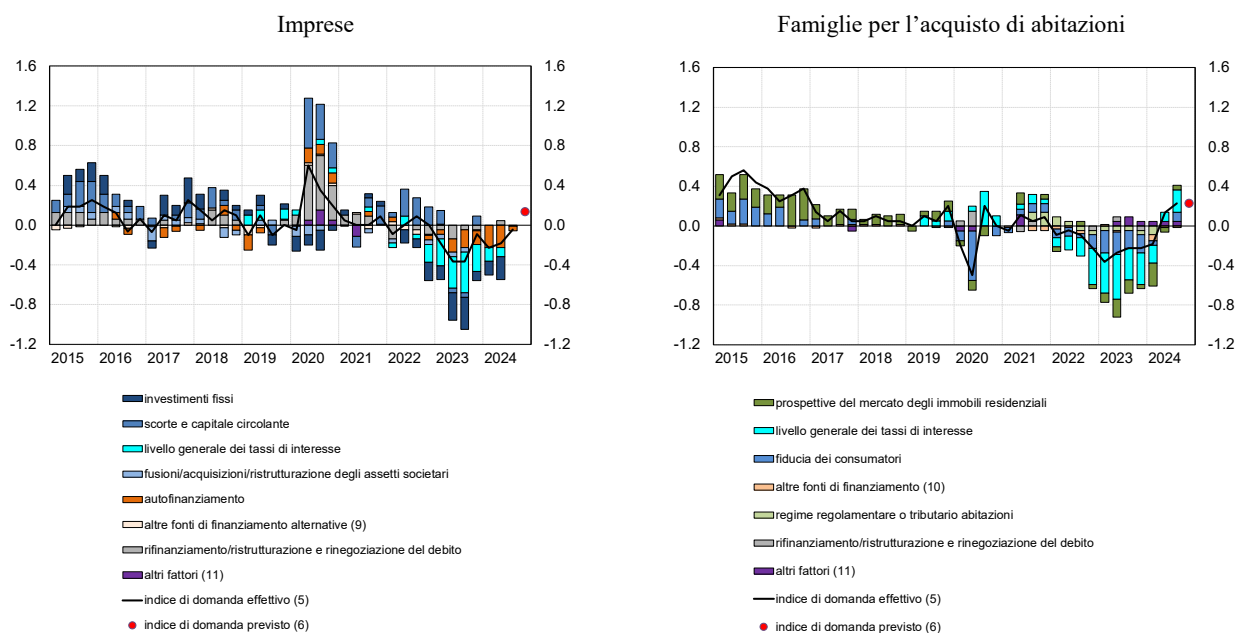 Imprese
1.6 1.6
1.2 1.2
0.8 0.8
0.4 0.4
0.0 0.0
-0.4 -0.4
-0.8 -0.8
-1.2 -1.2
2015 2016 2017 2018 2019 2020 2021 2022 2023 2024
investimenti fissi
scorte e capitale circolante
livello generale dei tassi di interesse
fusioni/acquisizioni/ristrutturazione degli assetti societari
autofinanziamento
altre fonti di finanziamento alternative (9)
rifinanziamento/ristrutturazione e rinegoziazione del debito
altri fattori (11)
indice di domanda effettivo (5)
indice di domanda previsto (6)
Famiglie per l’acquisto di abitazioni
1.6 1.6
1.2 1.2
0.8 0.8
0.4 0.4
0.0 0.0
-0.4 -0.4
-0.8 -0.8
-1.2 -1.2
2015 2016 2017 2018 2019 2020 2021 2022 2023 2024
prospettive del mercato degli immobili residenziali
livello generale dei tassi di interesse
fiducia dei consumatori
altre fonti di finanziamento (10)
regime regolamentare o tributario abitazioni
rifinanziamento/ristrutturazione e rinegoziazione del debito
altri fattori (11)
indice di domanda effettivo (5)
indice di domanda previsto (6)